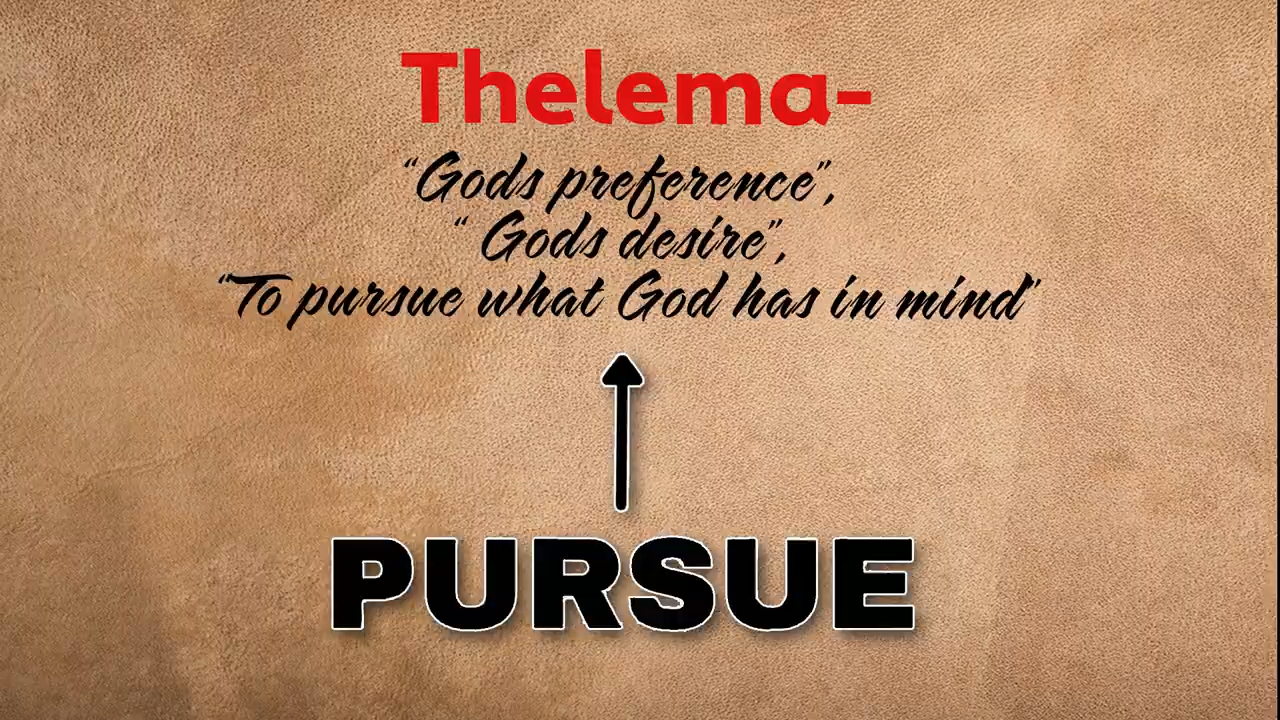 Thelema-
“Gods preference”,
“ Gods desire”,
“To pursue what God has in mind”
PURSUE